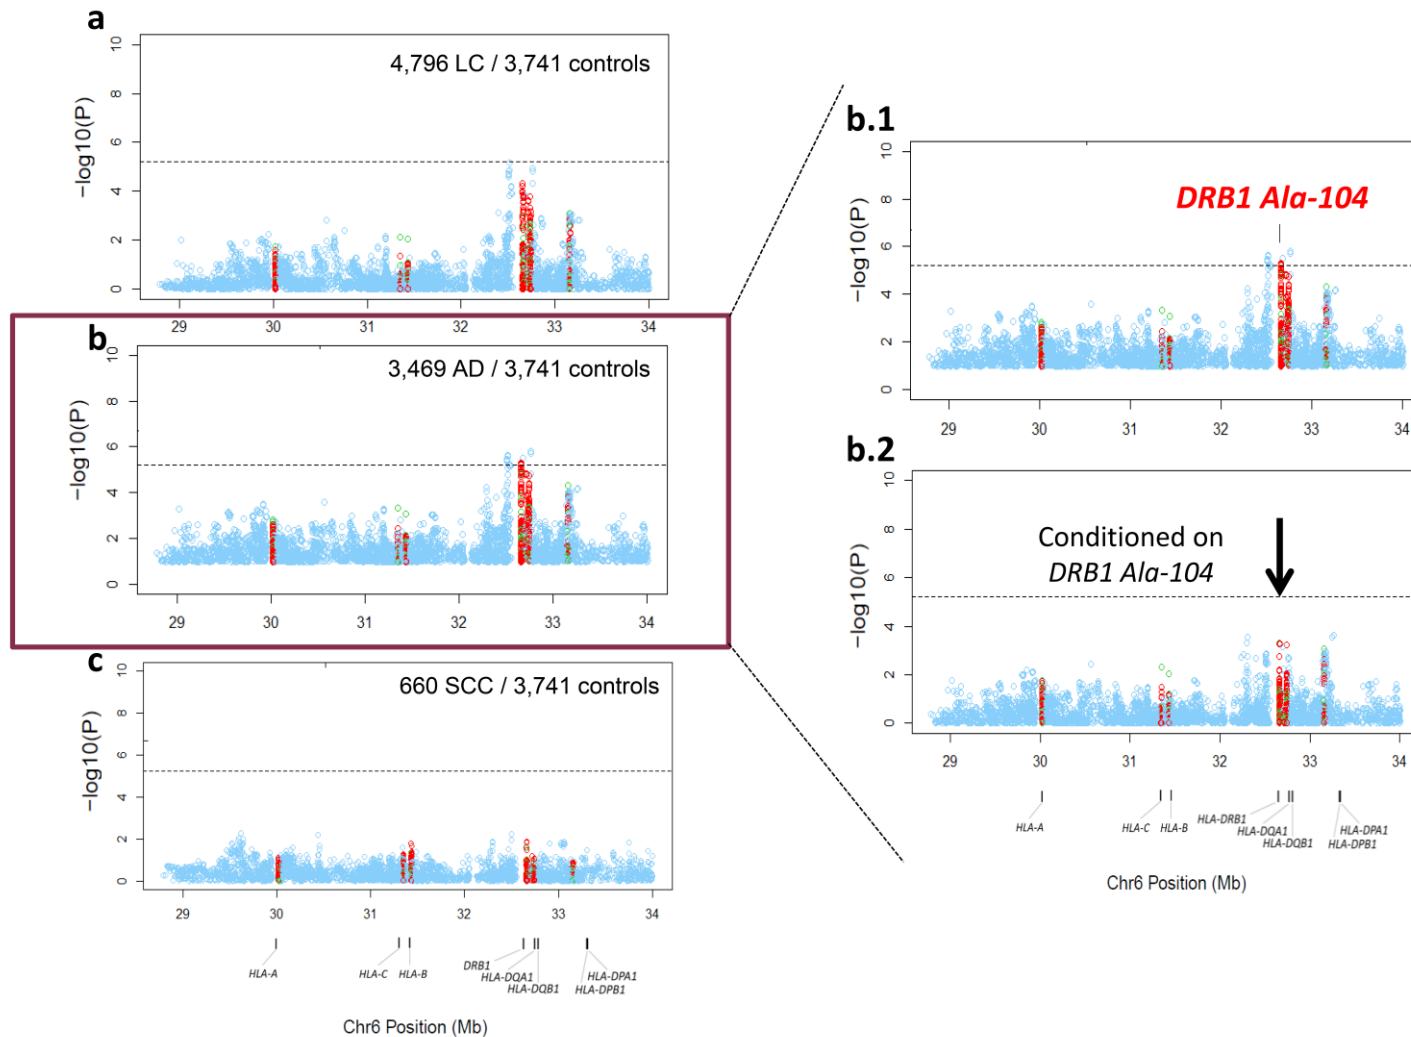 a
4,796 LC / 3,741 controls
−log10(P)
10
8
6
4
2
0
29 30 31 32 33 34
b
3,469 AD / 3,741 controls
−log10(P)
10
8
6
4
2
0
29 30 31 32 33 34
c
660 SCC / 3,741 controls
−log10(P)
10
8
6
4
2
0
29 30 31 32 33 34
HLA-A
HLA-C
HLA-B
DRB1
HLA-DQA1
HLA-DQB1
HLA-DPA1
HLA-DPB1
Chr6 Position (Mb)
b.1
DRB1 Ala-104
−log10(P)
10
8
6
4
2
0
29 30 31 32 33 34
b.2
Conditioned on
DRB1 Ala-104
−log10(P)
10
8
6
4
2
0
29 30 31 32 33 34
HLA-A
HLA-C
HLA-B
HLA-DRB1
HLA-DQA1
HLA-DQB1
HLA-DPA1
HLA-DPB1
Chr6 Position (Mb)